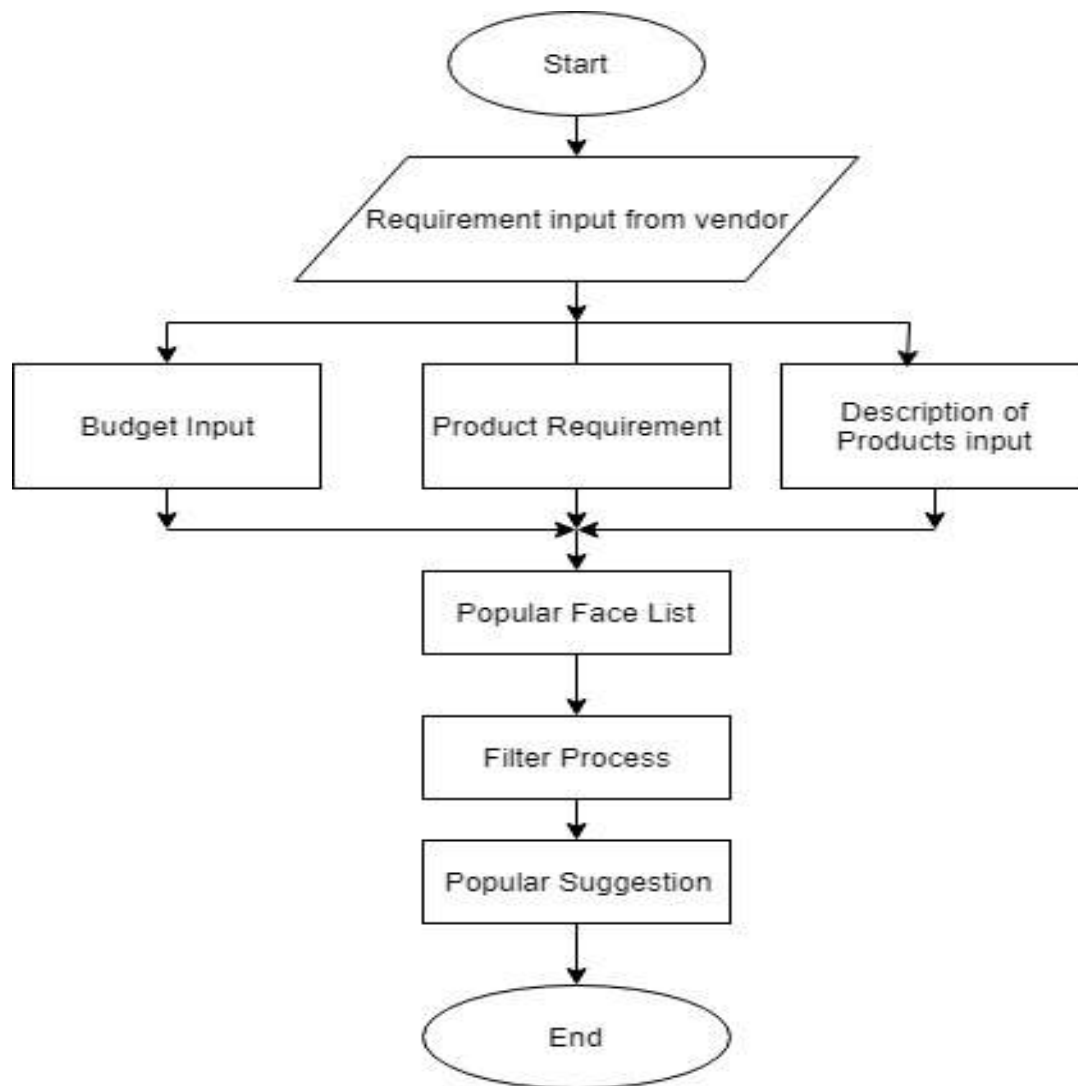 Start
Requirement input from vendor
Budget Input
Product Requirement
Description of
Products input
Popular Face List
Filter Process
Popular Suggestion
End